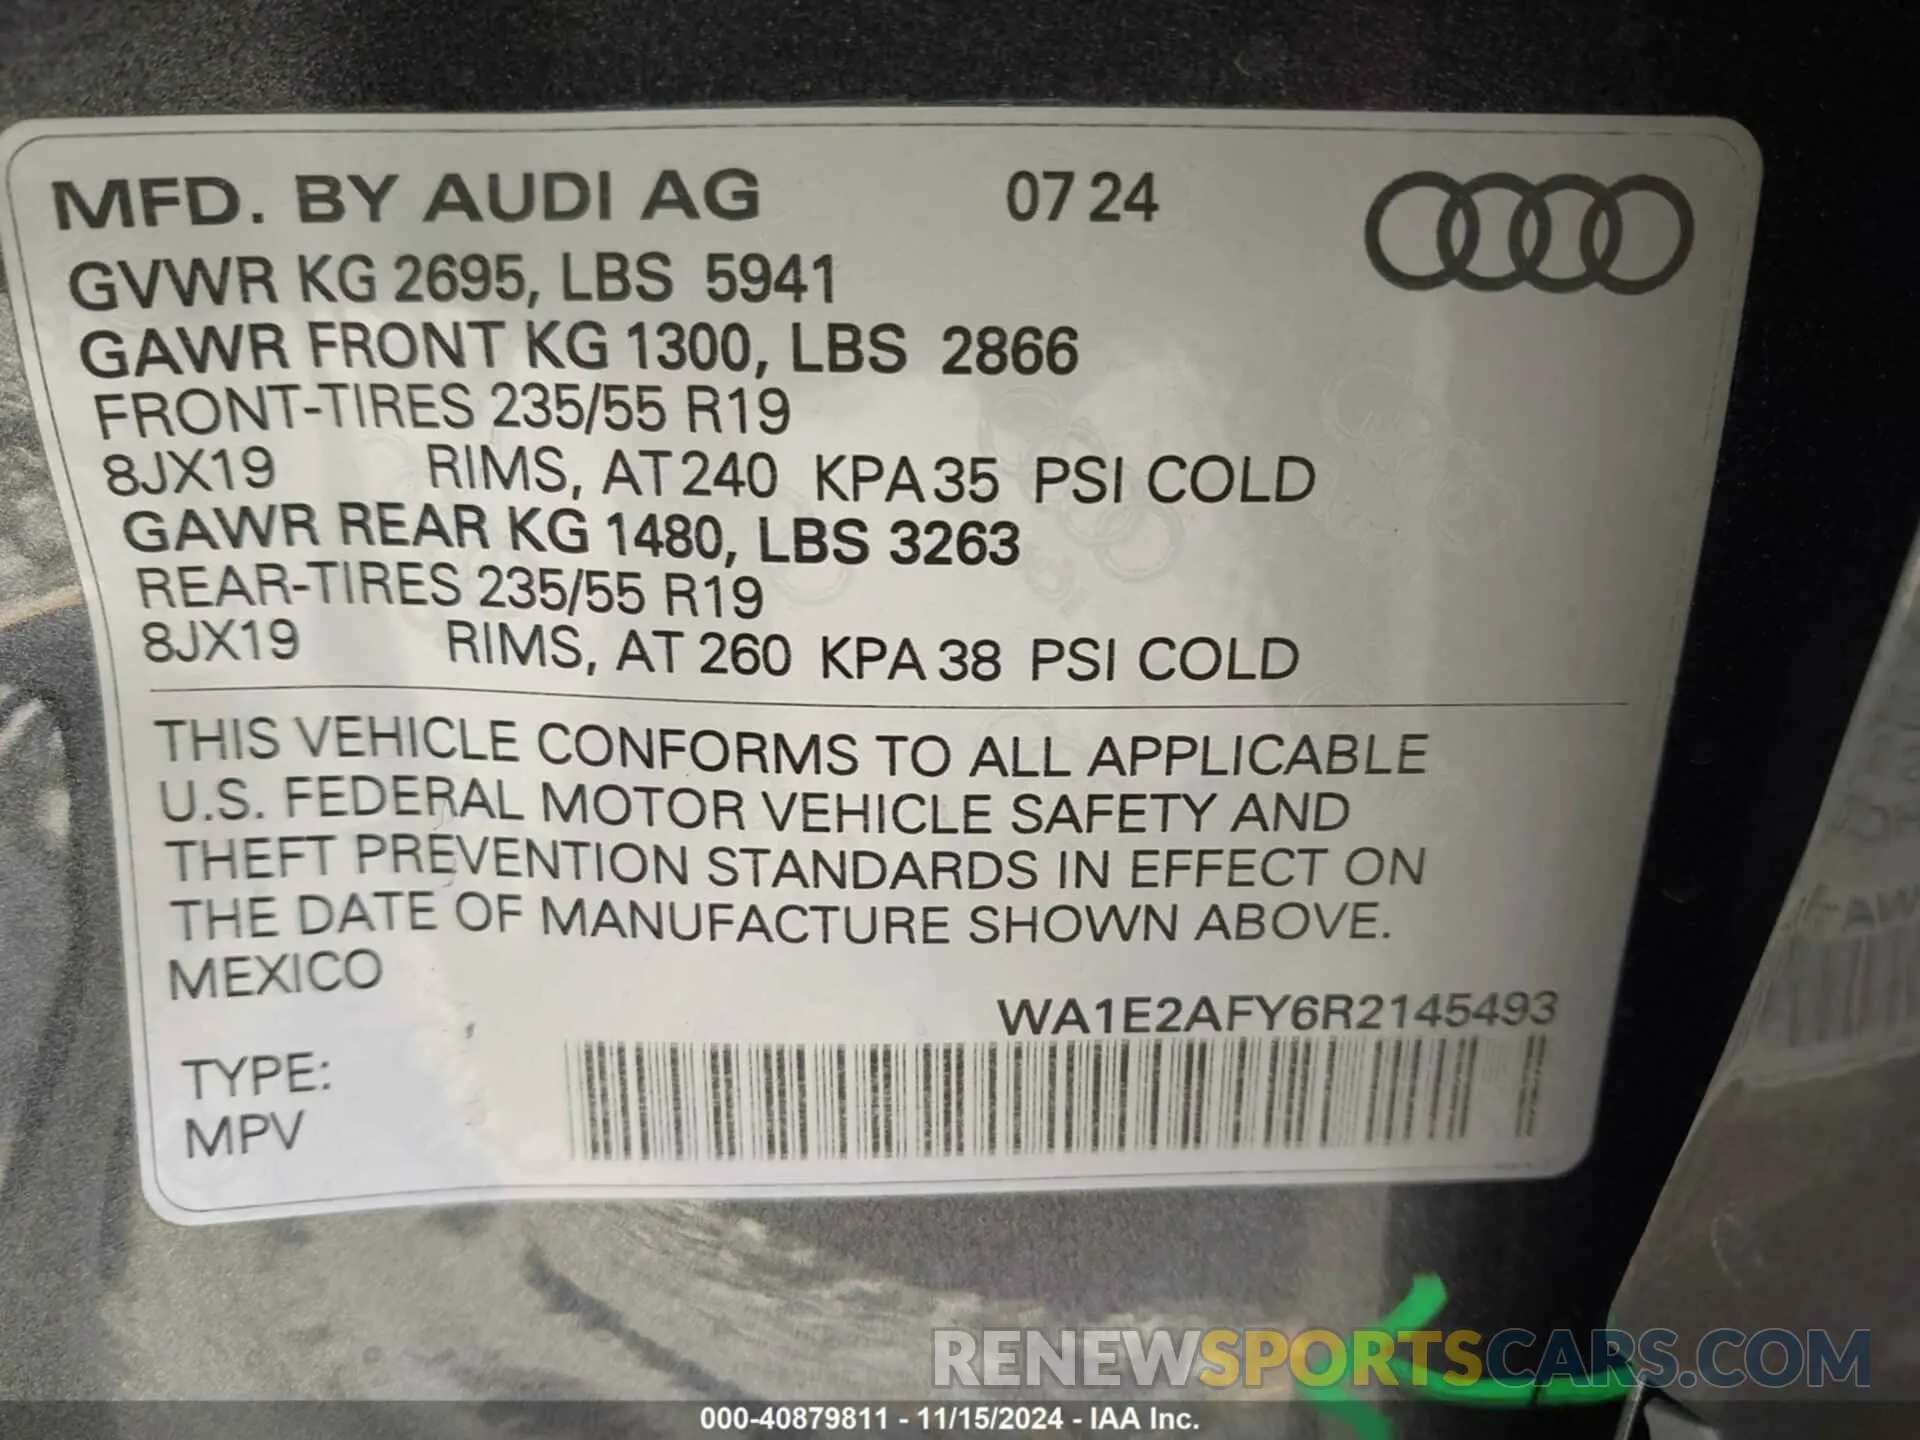 MFD. BY AUDI AG 07 24
GVWR KG 2695, LBS 5941
GAWR FRONT KG 1300, LBS 2866
FRONT-TIRES 235/55 R19
8JX19 RIMS, AT 240 KPA 35 PSI COLD
GAWR REAR KG 1480, LBS 3263
REAR-TIRES 235/55 R19
8JX19 RIMS, AT 260 KPA 38 PSI COLD
THIS VEHICLE CONFORMS TO ALL APPLICABLE
U.S. FEDERAL MOTOR VEHICLE SAFETY AND
THEFT PREVENTION STANDARDS IN EFFECT ON
THE DATE OF MANUFACTURE SHOWN ABOVE.
MEXICO
WA1E2AFY6R2145493
TYPE:
MPV
RENEWSPORTSCARS.COM
000-40879811 - 11/15/2024 - IAA Inc.